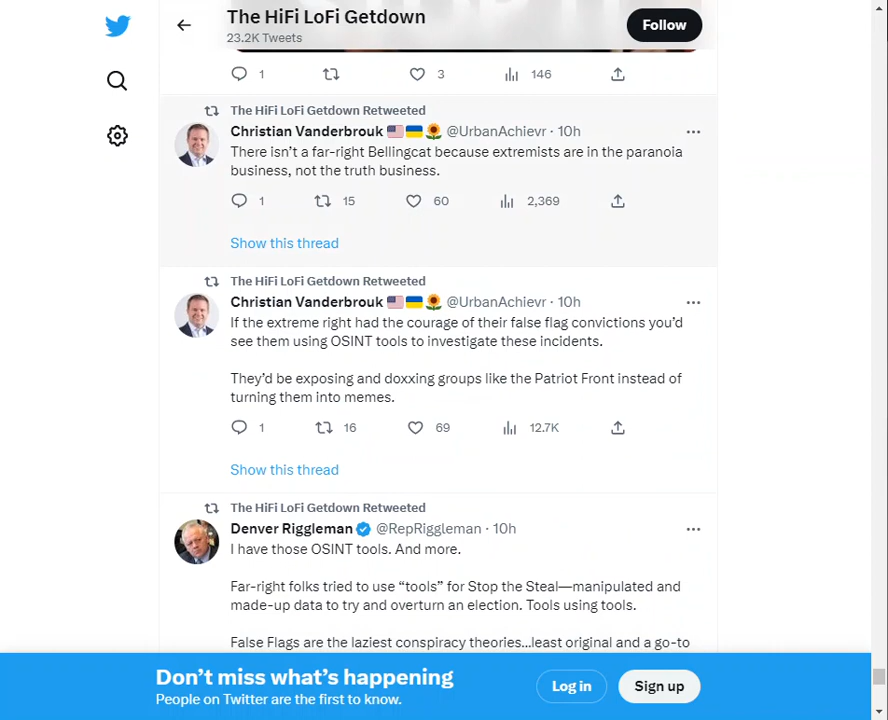 The HiFi LoFi Getdown
23.2K Tweets
Follow
1 3 146
The HiFi LoFi Getdown Retweeted
Christian Vanderbrouk 🇺🇸🇺🇦🌻 @UrbanAchievr · 10h
There isn’t a far-right Bellingcat because extremists are in the paranoia
business, not the truth business.
1 15 60 2,369
Show this thread
The HiFi LoFi Getdown Retweeted
Christian Vanderbrouk 🇺🇸🇺🇦🌻 @UrbanAchievr · 10h
If the extreme right had the courage of their false flag convictions you’d
see them using OSINT tools to investigate these incidents.
They’d be exposing and doxxing groups like the Patriot Front instead of
turning them into memes.
1 16 69 12.7K
Show this thread
The HiFi LoFi Getdown Retweeted
Denver Riggleman @RepRiggleman · 10h
I have those OSINT tools. And more.
Far-right folks tried to use “tools” for Stop the Steal—manipulated and
made-up data to try and overturn an election. Tools using tools.
False Flags are the laziest conspiracy theories...least original and a go-to
Don’t miss what’s happening
People on Twitter are the first to know.
Log in
Sign up